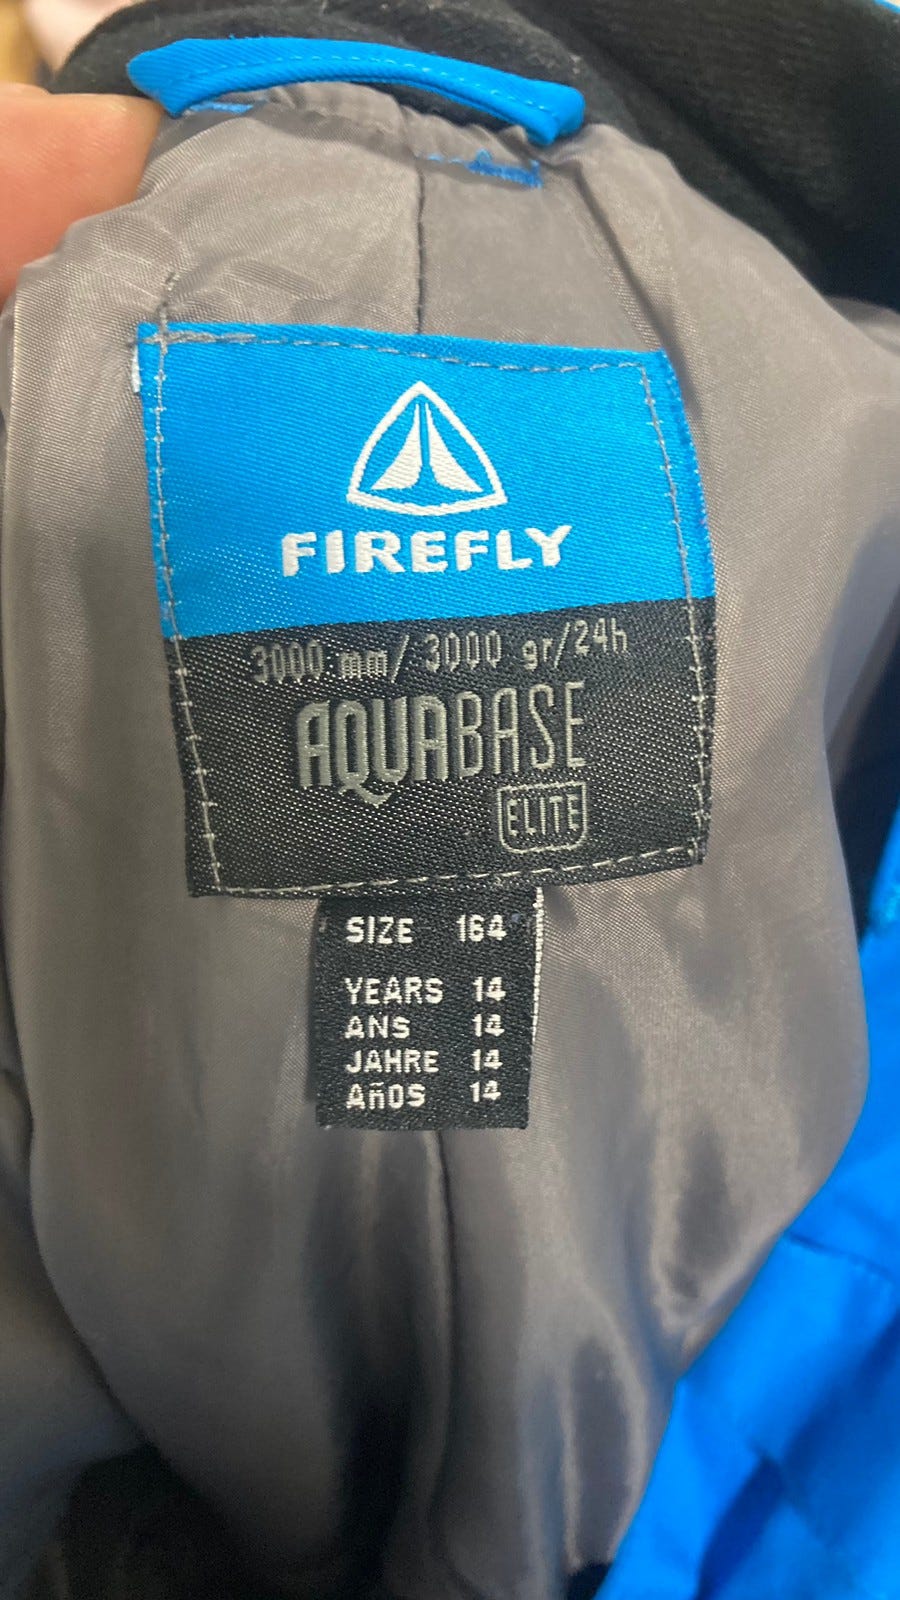 FIREFLY
3000 mm/ 3000 gr/24h
AQUABASE
ELITE
SIZE 164
YEARS 14
ANS 14
JAHRE 14
AñOS 14